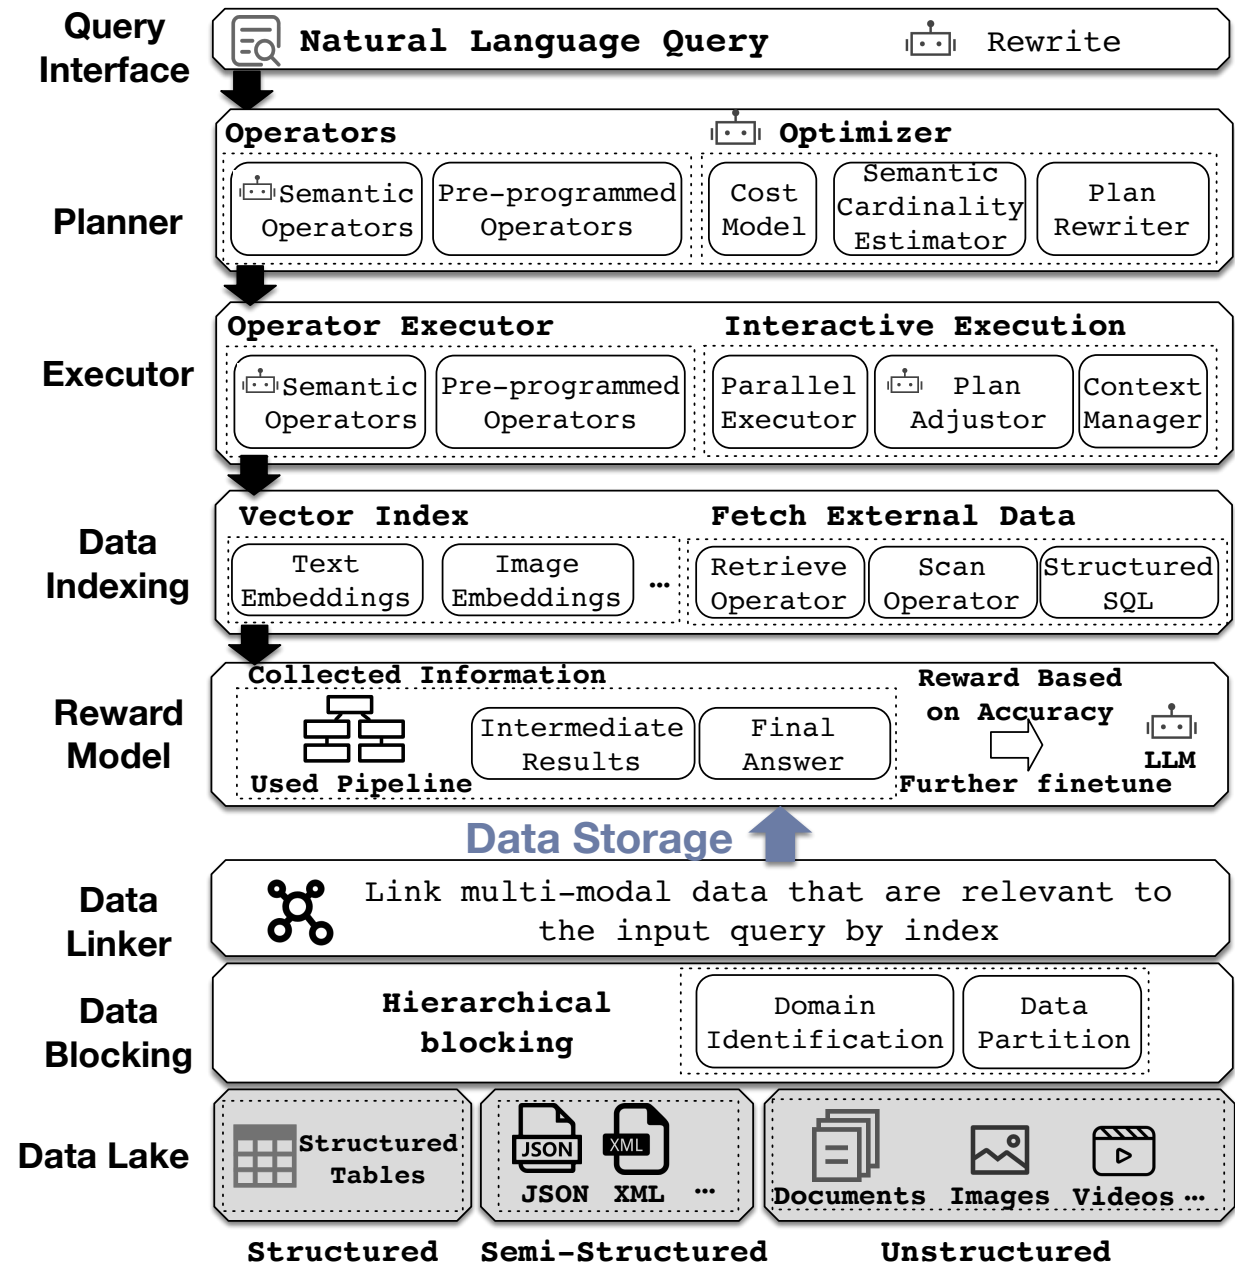 Query
Interface
Natural Language Query
Rewrite
Planner
Operators
Optimizer
Semantic
Operators
Pre-programmed
Operators
Cost
Model
Semantic
Cardinality
Estimator
Plan
Rewriter
Executor
Operator Executor
Interactive Execution
Semantic
Operators
Pre-programmed
Operators
Parallel
Executor
Plan
Adjustor
Context
Manager
Data
Indexing
Vector Index
Fetch External Data
Text
Embeddings
Image
Embeddings
...
Retrieve
Operator
Scan
Operator
Structured
SQL
Reward
Model
Collected Information
Used Pipeline
Intermediate
Results
Final
Answer
Reward Based
on Accuracy
Further finetune
LLM
Data Storage
Data
Linker
Link multi-modal data that are relevant to
the input query by index
Data
Blocking
Hierarchical
blocking
Domain
Identification
Data
Partition
Data Lake
Structured
Tables
JSON
JSON
XML
XML
...
Documents
Images
Videos ...
Structured
Semi-Structured
Unstructured